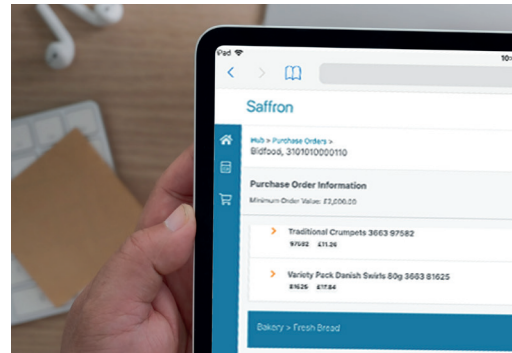 iPad
10:
Saffron
Hub > Purchase Orders >
Bidfood, 3101010000110
Purchase Order Information
Minimum Order Value: £2,000.00
Traditional Crumpets 3663 97582
97582 £11.26
Variety Pack Danish Swirls 80g 3663 81625
81625 £17.84
Bakery > Fresh Bread